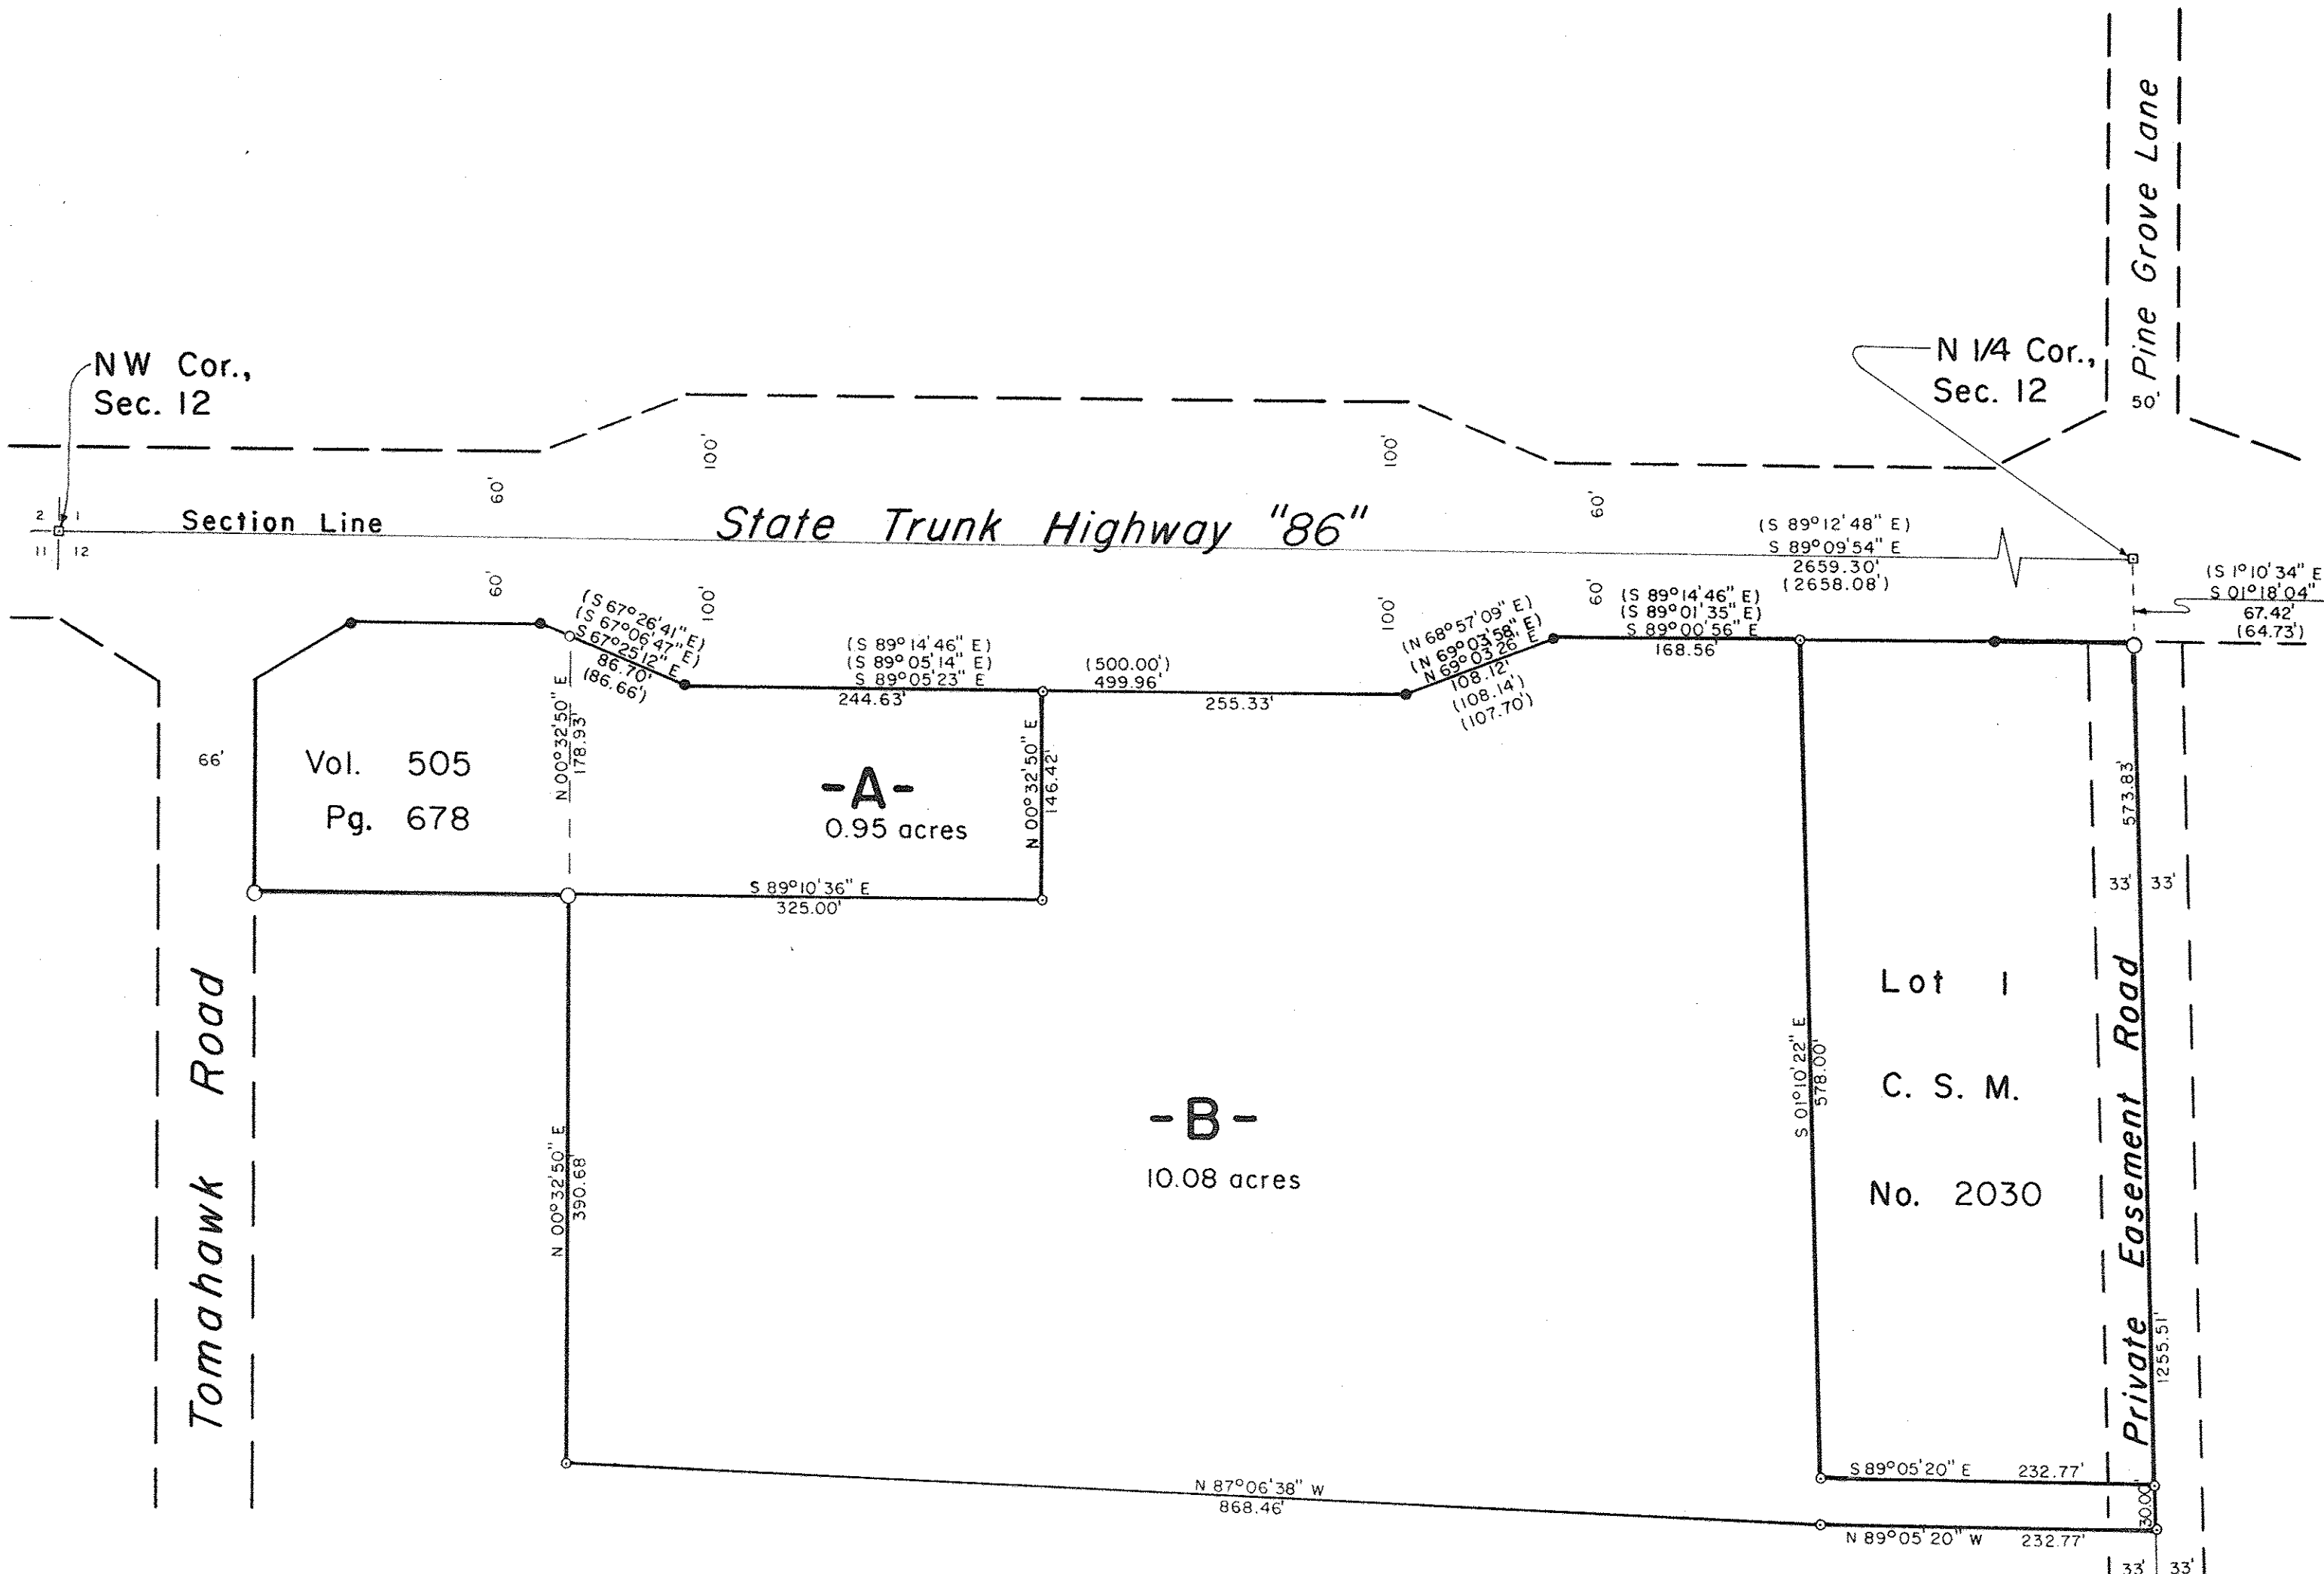 Pine Grove Lane
50'
NW Cor.,
Sec. 12
N 1/4 Cor.,
Sec. 12
100'
100'
60'
60'
2 1
11 12
Section Line
State Trunk Highway "86"
(S 89°12'48" E)
S 89°09'54" E
2659.30'
(2658.08')
(S 1°10'34" E
S 01°18'04"
67.42'
(64.73')
60'
100'
100'
60'
(S 67°26'41" E)
(S 67°06'47" E)
S 67°25'12" E
86.70'
(86.66')
(S 89°14'46" E)
(S 89°05'14" E)
S 89°05'23" E
244.63'
(500.00')
499.96'
255.33'
(N 68°57'09" E)
(N 69°03'58" E)
N 69°03'26" E
108.12'
(108.14')
(107.70')
(S 89°14'46" E)
(S 89°01'35" E)
S 89°00'56" E
168.56'
66'
Vol. 505
Pg. 678
N 00°32'50" E
178.93'
-A-
0.95 acres
N 00°32'50" E
146.42'
S 89°10'36" E
325.00'
573.83'
33' 33'
Tomahawk Road
N 00°32'50" E
390.68'
-B-
10.08 acres
S 01°10'22" E
578.00'
Lot 1
C. S. M.
No. 2030
Private Easement Road
1255.51'
S 89°05'20" E 232.77'
30.00'
N 87°06'38" W
868.46'
N 89°05'20" W 232.77'
33' 33'